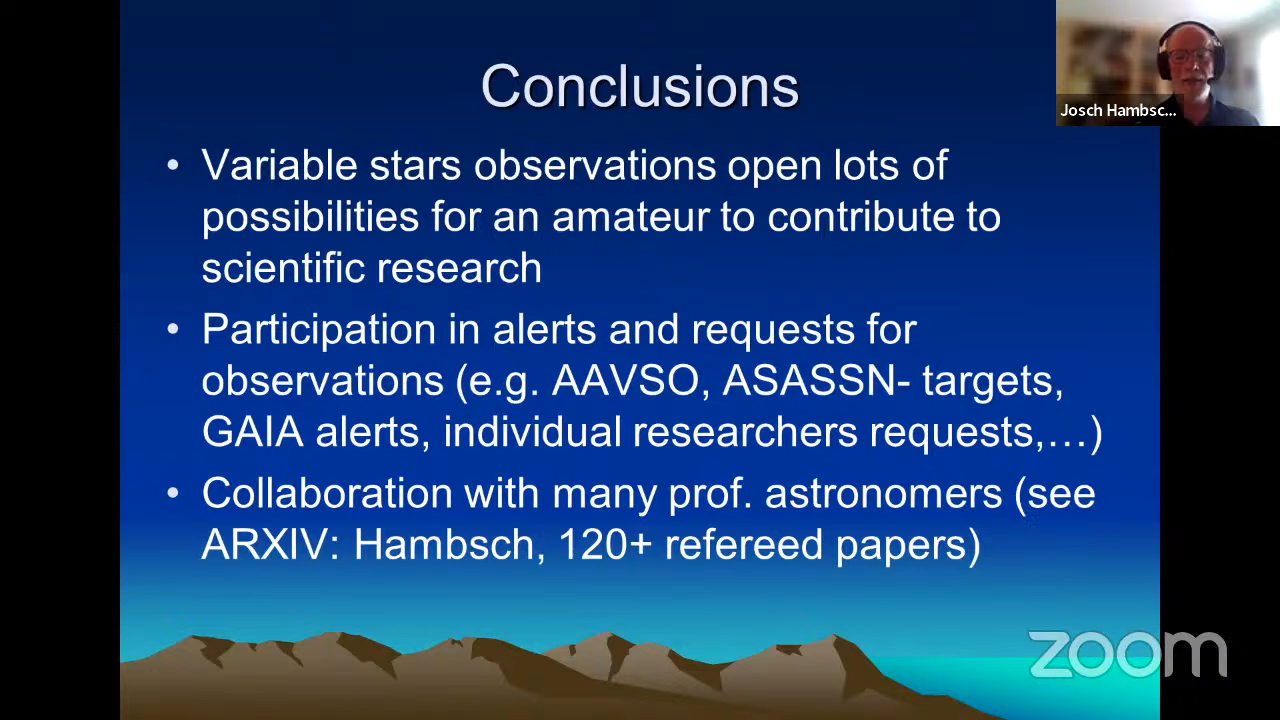 Conclusions
Josch Hambsc...
• Variable stars observations open lots of
possibilities for an amateur to contribute to
scientific research
• Participation in alerts and requests for
observations (e.g. AAVSO, ASASSN- targets,
GAIA alerts, individual researchers requests,…)
• Collaboration with many prof. astronomers (see
ARXIV: Hambsch, 120+ refereed papers)
zoom